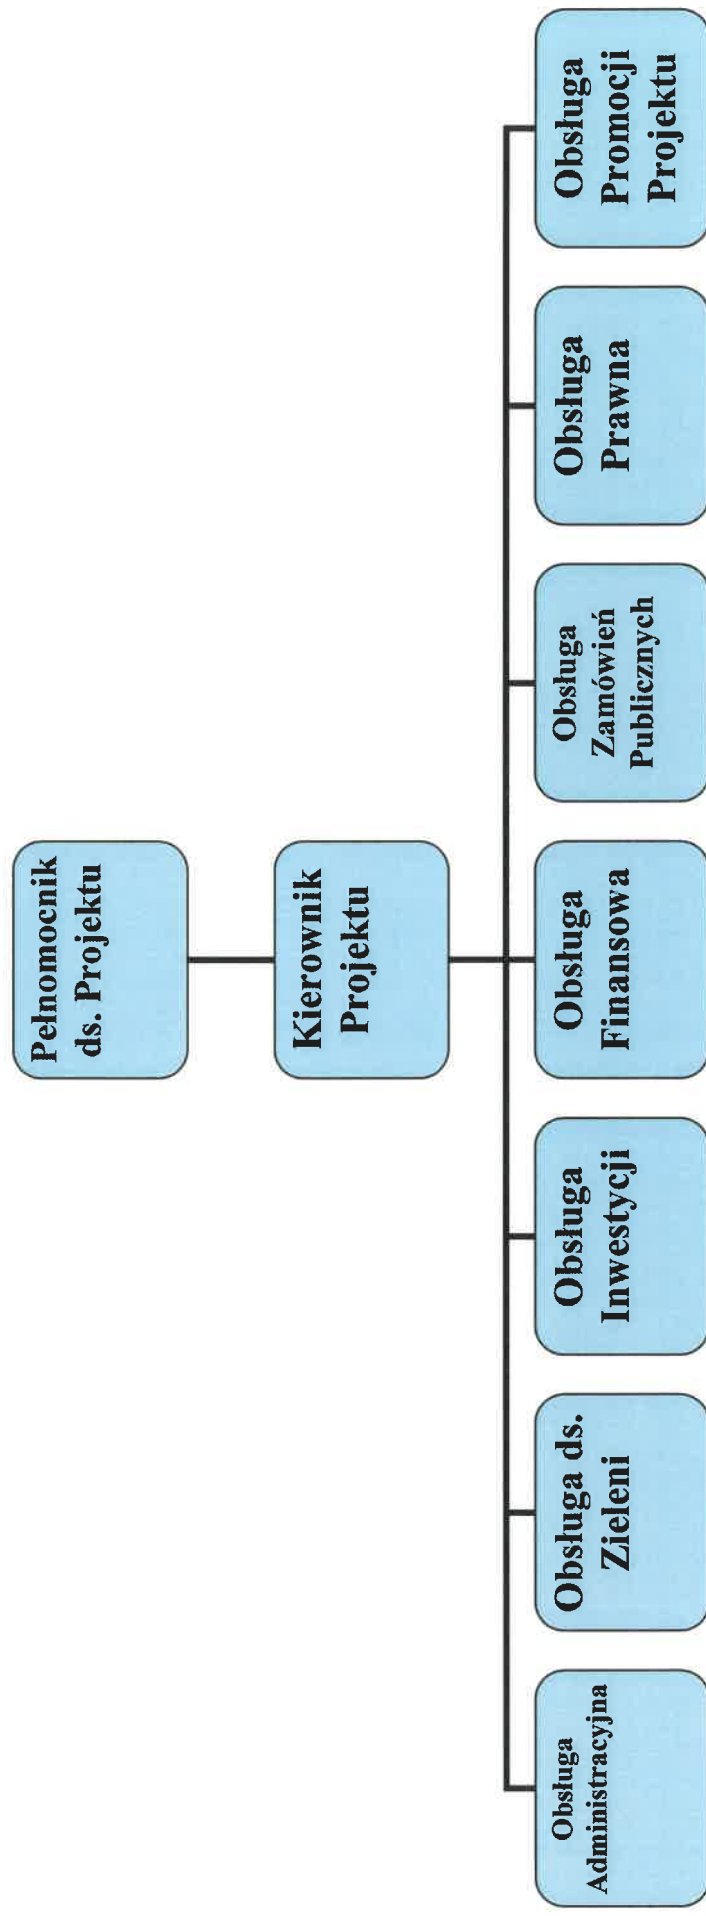 Pełnomocnik
ds. Projektu
Kierownik
Projektu
Obsługa
Administracyjna
Obsługa ds.
Zieleni
Obsługa
Inwestycji
Obsługa
Finansowa
Obsługa
Zamówień
Publicznych
Obsługa
Prawna
Obsługa
Promocji
Projektu